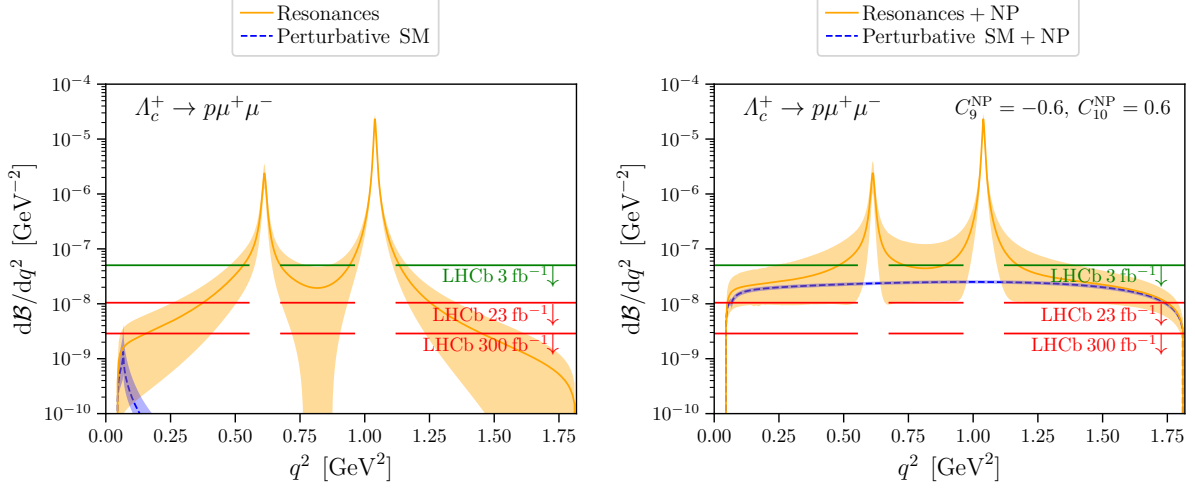 Resonances
Perturbative SM
Λc+ → pμ+μ−
LHCb 3 fb−1
LHCb 23 fb−1
LHCb 300 fb−1
dB/dq2 [GeV−2]
10−4
10−5
10−6
10−7
10−8
10−9
10−10
0.00 0.25 0.50 0.75 1.00 1.25 1.50 1.75
q2 [GeV2]
Resonances + NP
Perturbative SM + NP
Λc+ → pμ+μ− C9NP = −0.6, C10NP = 0.6
LHCb 3 fb−1
LHCb 23 fb−1
LHCb 300 fb−1
dB/dq2 [GeV−2]
10−4
10−5
10−6
10−7
10−8
10−9
10−10
0.00 0.25 0.50 0.75 1.00 1.25 1.50 1.75
q2 [GeV2]